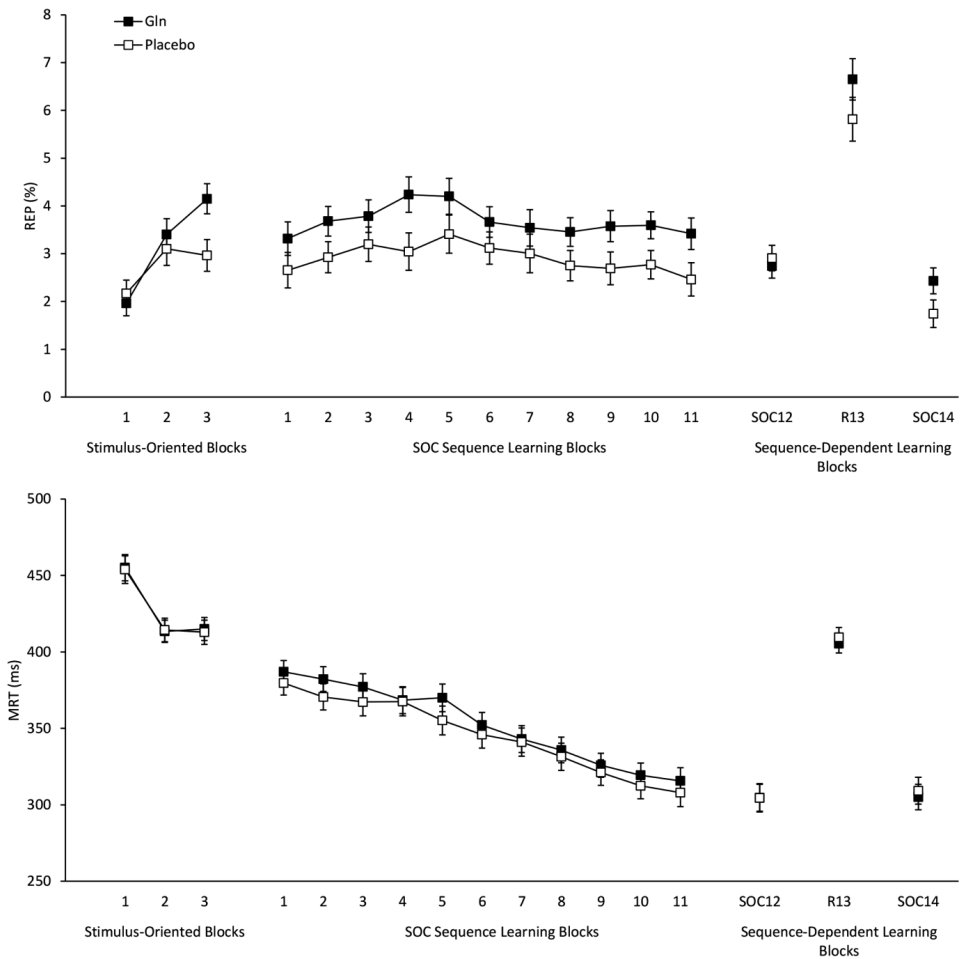 8
Gln
Placebo
7
6
5
REP (%)
4
3
2
1
0
1 2 3 1 2 3 4 5 6 7 8 9 10 11 SOC12 R13 SOC14
Stimulus-Oriented Blocks SOC Sequence Learning Blocks Sequence-Dependent Learning
Blocks
500
450
400
MRT (ms)
350
300
250
1 2 3 1 2 3 4 5 6 7 8 9 10 11 SOC12 R13 SOC14
Stimulus-Oriented Blocks SOC Sequence Learning Blocks Sequence-Dependent Learning
Blocks